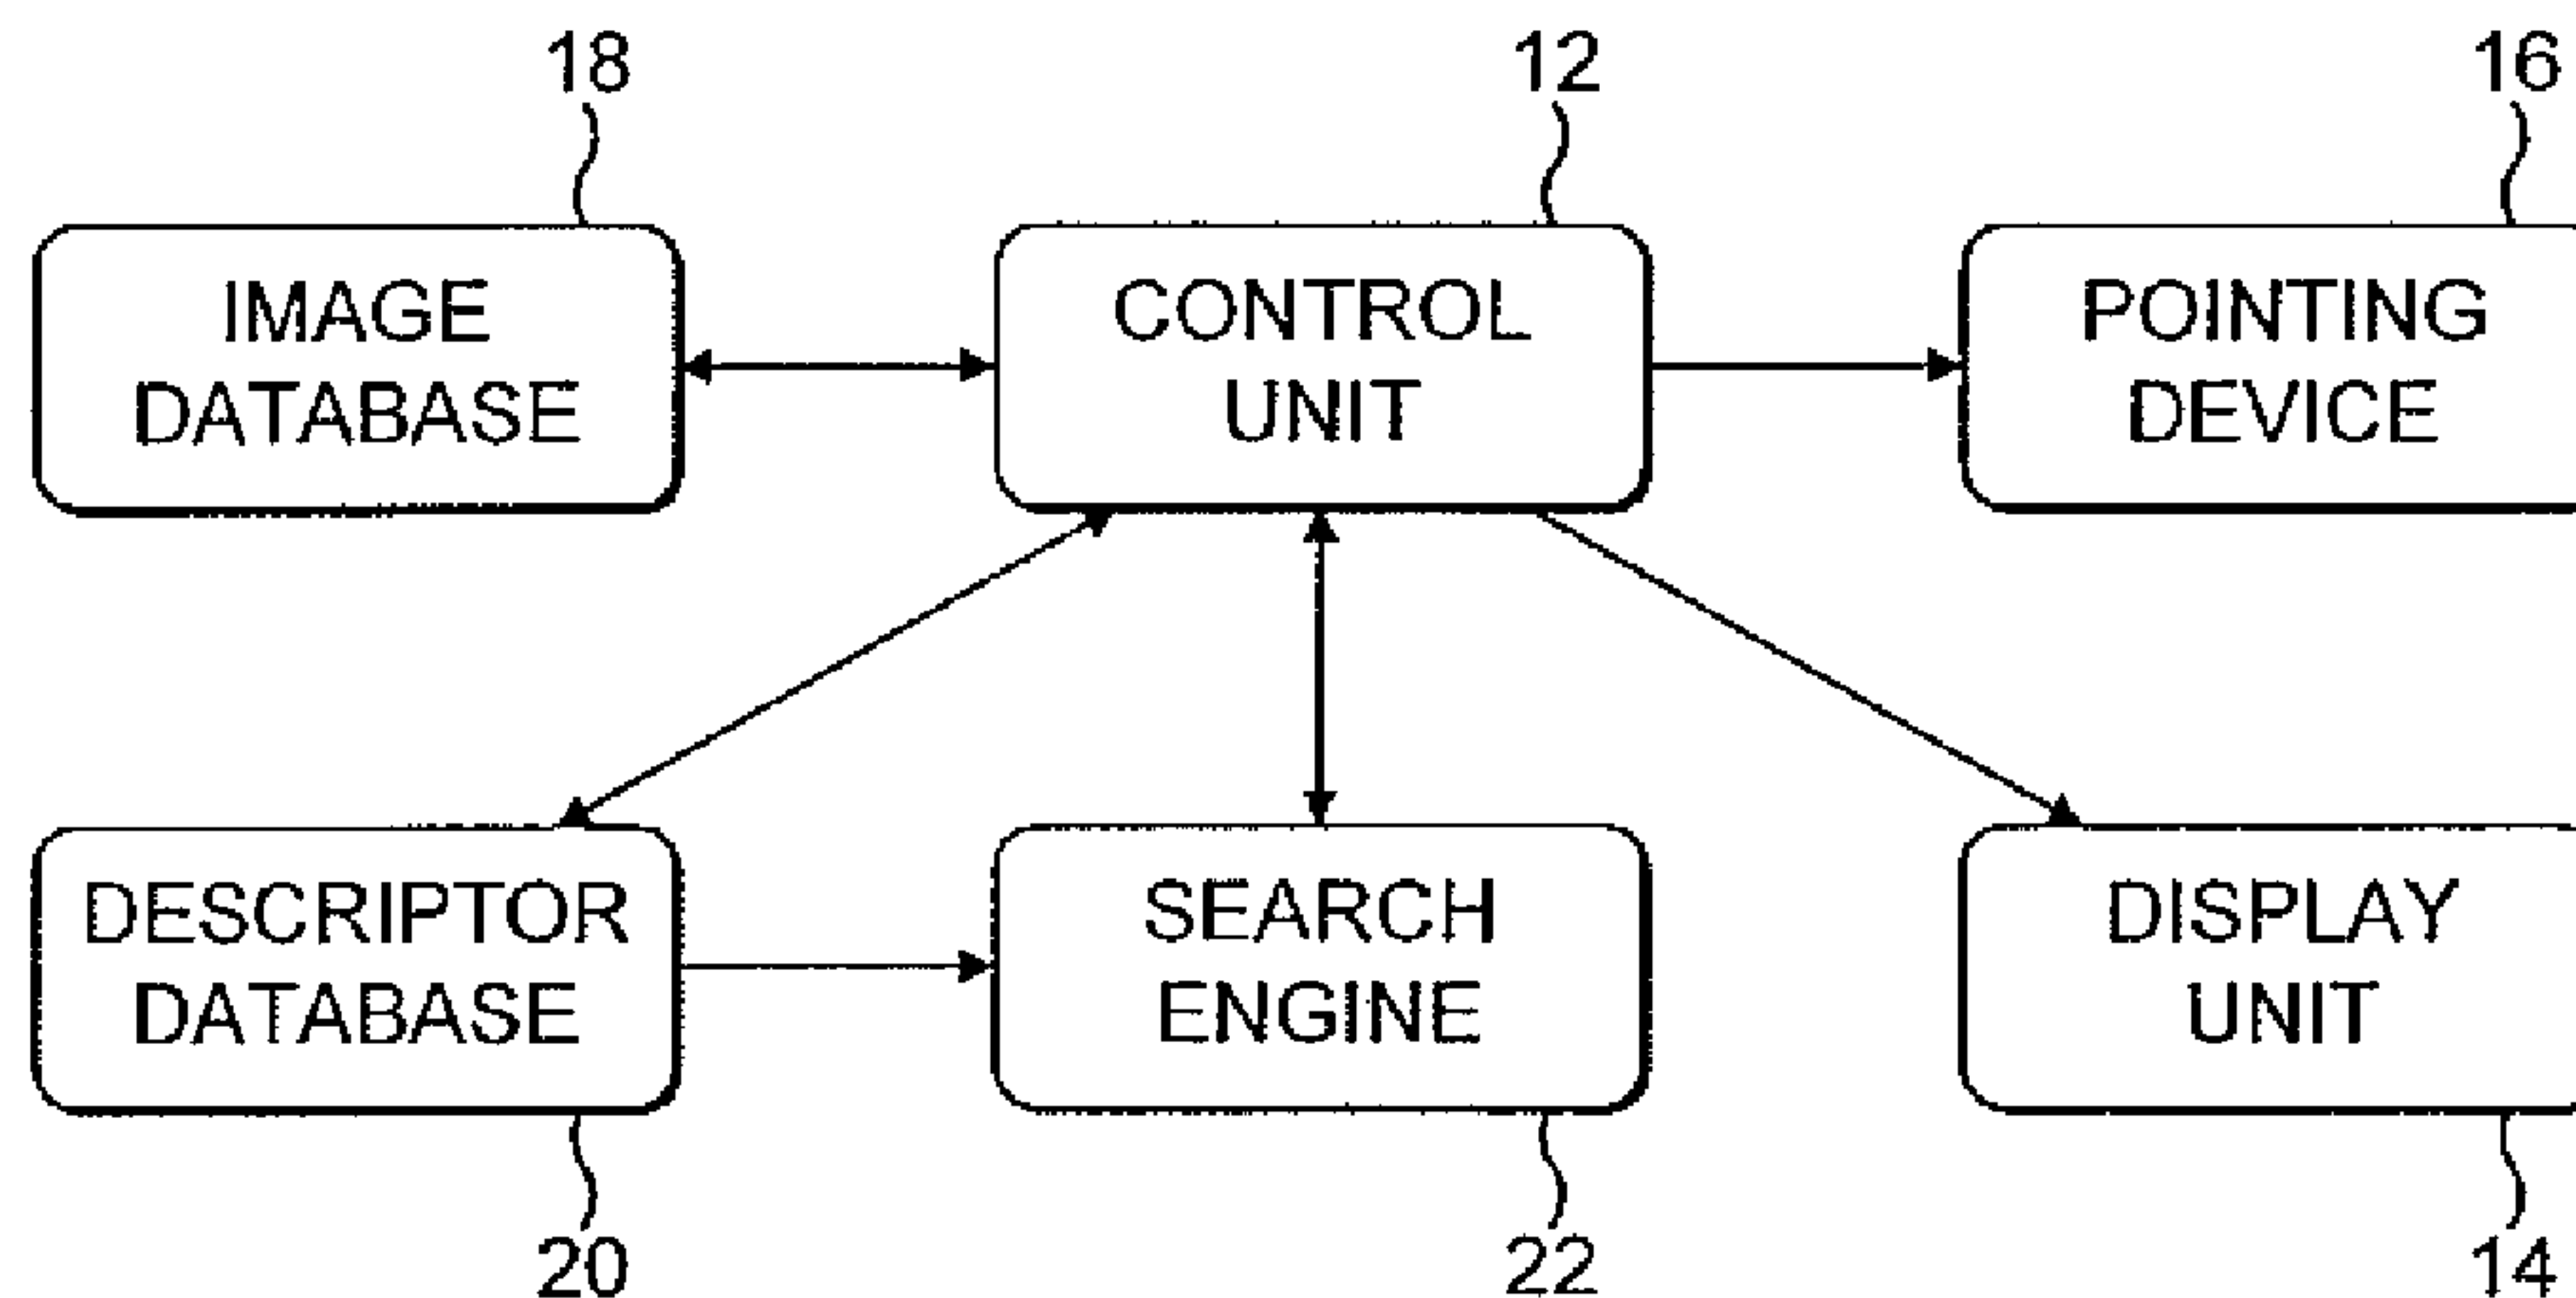 18
12
16
IMAGE
DATABASE
CONTROL
UNIT
POINTING
DEVICE
DESCRIPTOR
DATABASE
SEARCH
ENGINE
DISPLAY
UNIT
20
22
14